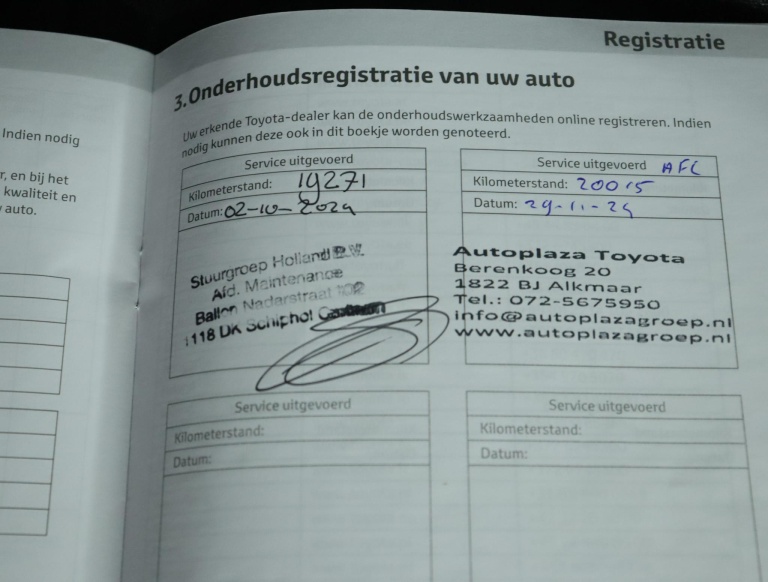 Indien nodig
r, en bij het
kwaliteit en
auto.
Registratie
3.Onderhoudsregistratie van uw auto
Uw erkende Toyota-dealer kan de onderhoudswerkzaamheden online registreren. Indien
nodig kunnen deze ook in dit boekje worden genoteerd.
Service uitgevoerd
Kilometerstand: 19271
Datum: 02-10-2024
Stuurgroep Holland B.V.
Afd. Maintenance
Ballon Nadarstraat
1118 DK Schiphol
Service uitgevoerd AFC
Kilometerstand: 20015
Datum: 29-11-24
Autoplaza Toyota
Berenkoog 20
1822 BJ Alkmaar
Tel.: 072-5675950
info@autoplazagroep.nl
www.autoplazagroep.nl
Service uitgevoerd
Kilometerstand:
Datum:
Service uitgevoerd
Kilometerstand:
Datum: